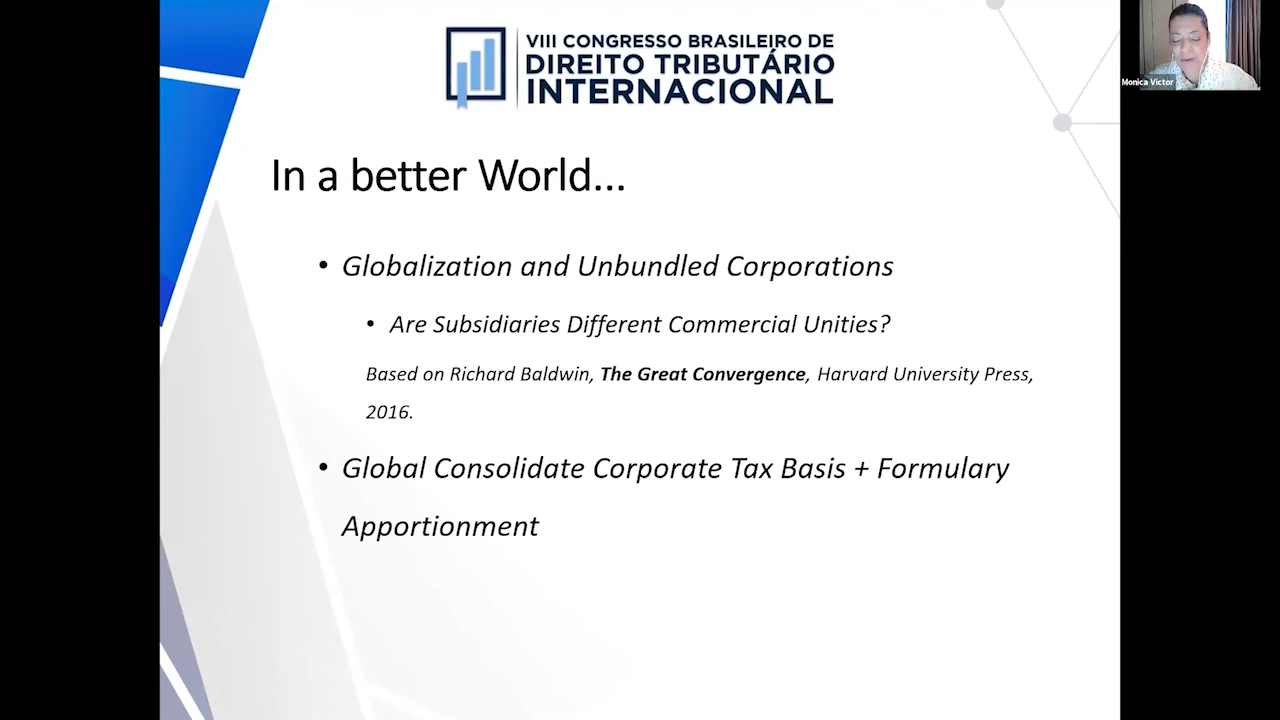 VIII CONGRESSO BRASILEIRO DE
DIREITO TRIBUTÁRIO
INTERNACIONAL
Monica Victor
In a better World...
• Globalization and Unbundled Corporations
• Are Subsidiaries Different Commercial Unities?
Based on Richard Baldwin, The Great Convergence, Harvard University Press,
2016.
• Global Consolidate Corporate Tax Basis + Formulary
Apportionment